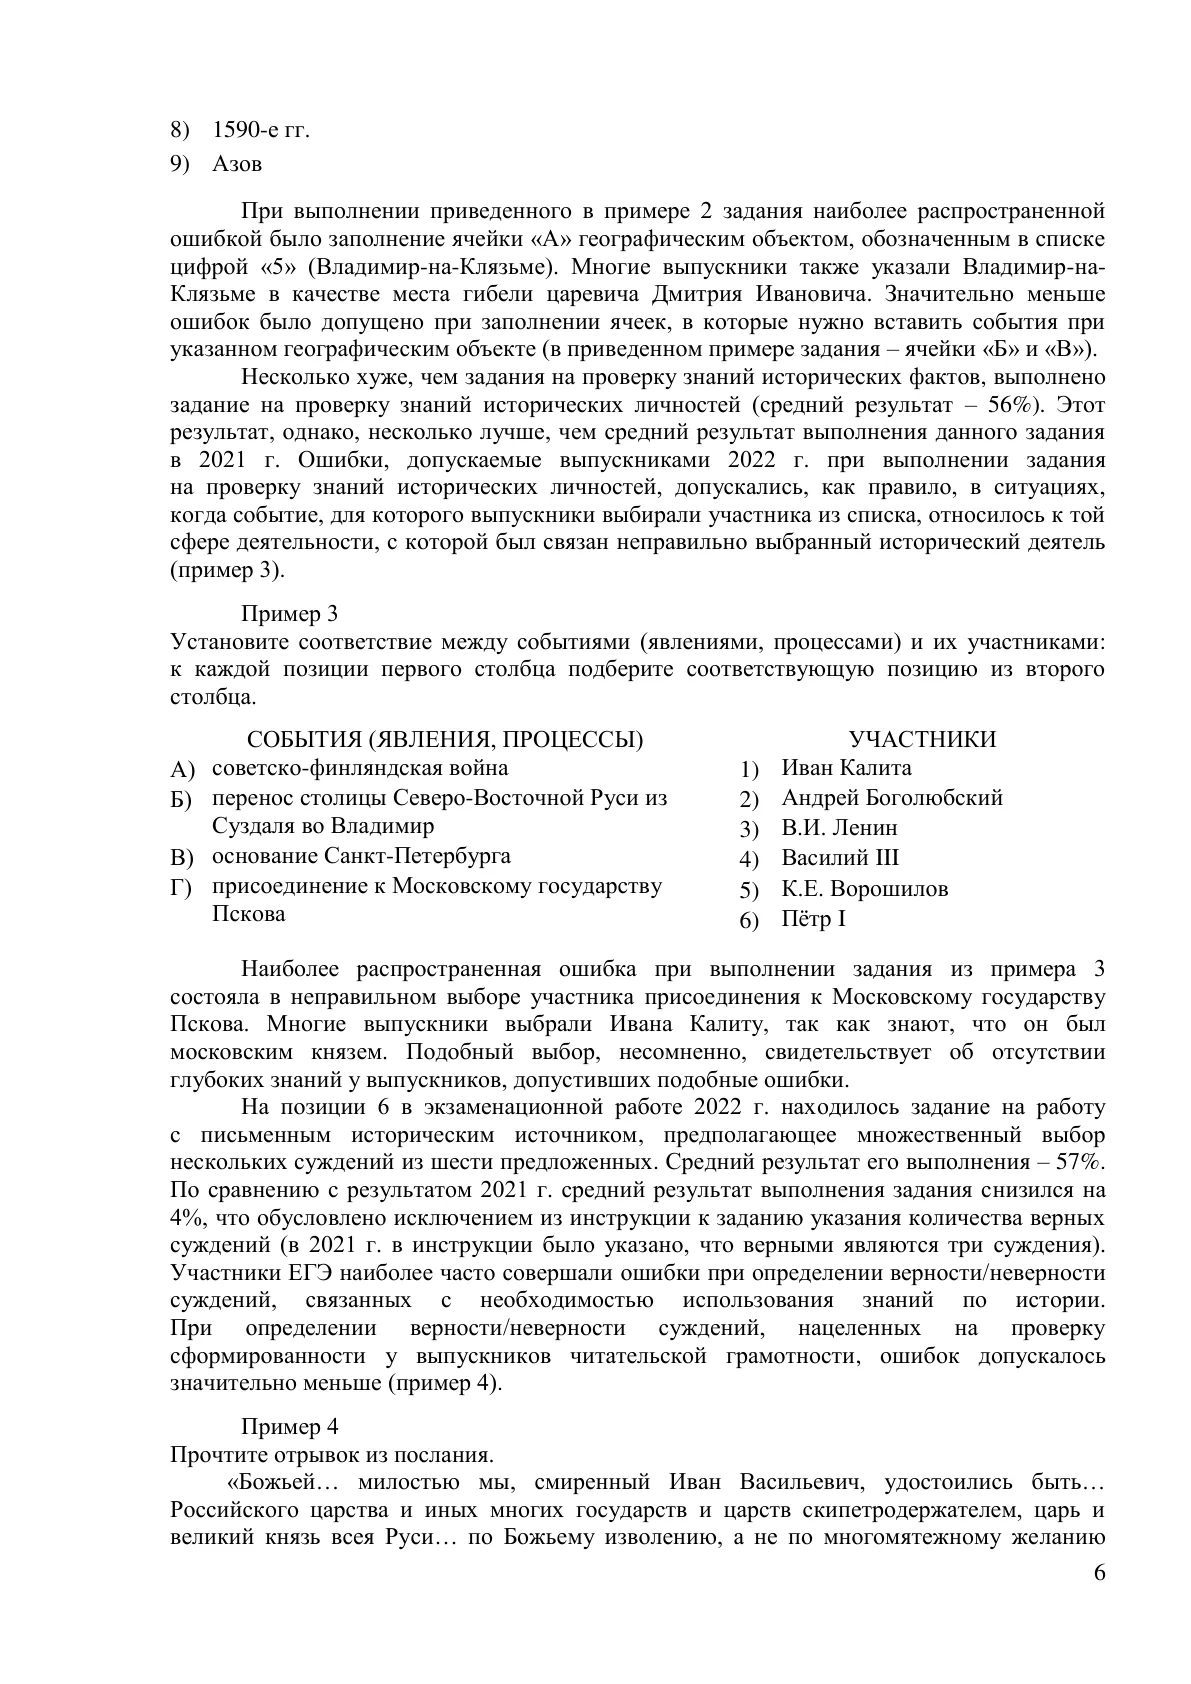 8) 1590-е гг.
9) Азов
При выполнении приведенного в примере 2 задания наиболее распространенной
ошибкой было заполнение ячейки «А» географическим объектом, обозначенным в списке
цифрой «5» (Владимир-на-Клязьме). Многие выпускники также указали Владимир-на-
Клязьме в качестве места гибели царевича Дмитрия Ивановича. Значительно меньше
ошибок было допущено при заполнении ячеек, в которые нужно вставить события при
указанном географическом объекте (в приведенном примере задания – ячейки «Б» и «В»).
Несколько хуже, чем задания на проверку знаний исторических фактов, выполнено
задание на проверку знаний исторических личностей (средний результат – 56%). Этот
результат, однако, несколько лучше, чем средний результат выполнения данного задания
в 2021 г. Ошибки, допускаемые выпускниками 2022 г. при выполнении задания
на проверку знаний исторических личностей, допускались, как правило, в ситуациях,
когда событие, для которого выпускники выбирали участника из списка, относилось к той
сфере деятельности, с которой был связан неправильно выбранный исторический деятель
(пример 3).
Пример 3
Установите соответствие между событиями (явлениями, процессами) и их участниками:
к каждой позиции первого столбца подберите соответствующую позицию из второго
столбца.
СОБЫТИЯ (ЯВЛЕНИЯ, ПРОЦЕССЫ)
А) советско-финляндская война
Б) перенос столицы Северо-Восточной Руси из
Суздаля во Владимир
В) основание Санкт-Петербурга
Г) присоединение к Московскому государству
Пскова
УЧАСТНИКИ
1) Иван Калита
2) Андрей Боголюбский
3) В.И. Ленин
4) Василий III
5) К.Е. Ворошилов
6) Пётр I
Наиболее распространенная ошибка при выполнении задания из примера 3
состояла в неправильном выборе участника присоединения к Московскому государству
Пскова. Многие выпускники выбрали Ивана Калиту, так как знают, что он был
московским князем. Подобный выбор, несомненно, свидетельствует об отсутствии
глубоких знаний у выпускников, допустивших подобные ошибки.
На позиции 6 в экзаменационной работе 2022 г. находилось задание на работу
с письменным историческим источником, предполагающее множественный выбор
нескольких суждений из шести предложенных. Средний результат его выполнения – 57%.
По сравнению с результатом 2021 г. средний результат выполнения задания снизился на
4%, что обусловлено исключением из инструкции к заданию указания количества верных
суждений (в 2021 г. в инструкции было указано, что верными являются три суждения).
Участники ЕГЭ наиболее часто совершали ошибки при определении верности/неверности
суждений, связанных с необходимостью использования знаний по истории.
При определении верности/неверности суждений, нацеленных на проверку
сформированности у выпускников читательской грамотности, ошибок допускалось
значительно меньше (пример 4).
Пример 4
Прочтите отрывок из послания.
«Божьей… милостью мы, смиренный Иван Васильевич, удостоились быть…
Российского царства и иных многих государств и царств скипетродержателем, царь и
великий князь всея Руси… по Божьему изволению, а не по многомятежному желанию
6